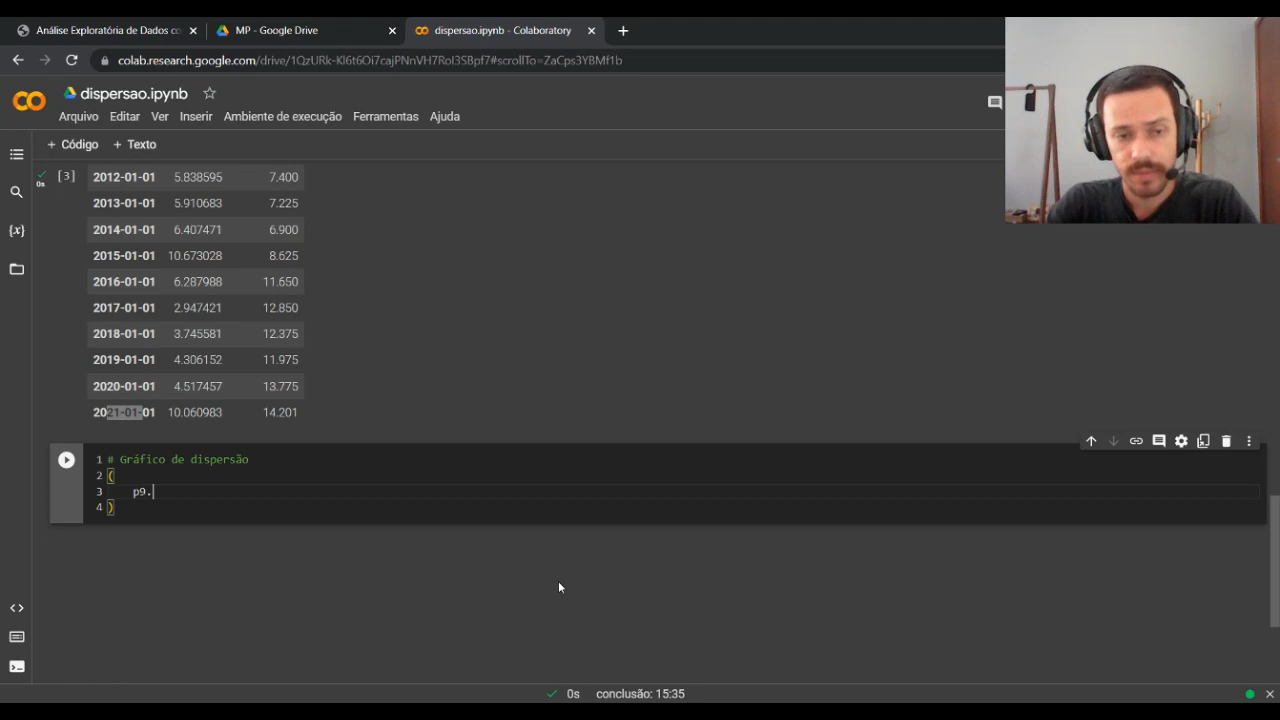 Análise Exploratória de Dados co
MP - Google Drive
dispersao.ipynb - Colaboratory
colab.research.google.com/drive/1QzURk-Kl6t6Oi7cajPNnVH7RoI3S8pf7#scrollTo=ZaCps3YBMf1b
dispersao.ipynb
Arquivo Editar Ver Inserir Ambiente de execução Ferramentas Ajuda
+ Código + Texto
0s [3] 2012-01-01 5.838595 7.400
2013-01-01 5.910683 7.225
2014-01-01 6.407471 6.900
2015-01-01 10.673028 8.625
2016-01-01 6.287988 11.650
2017-01-01 2.947421 12.850
2018-01-01 3.745581 12.375
2019-01-01 4.306152 11.975
2020-01-01 4.517457 13.775
2021-01-01 10.060983 14.201
1 # Gráfico de dispersão
2 (
3 p9.
4 )
0s conclusão: 15:35